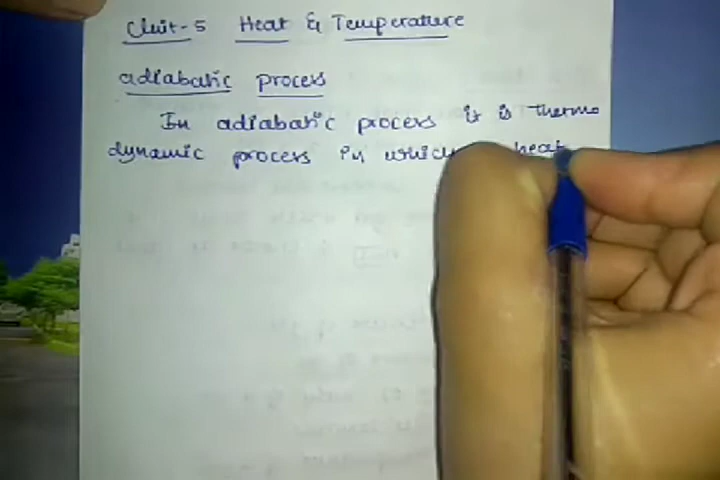 Unit-5 Heat & Temperature
adiabatic process
In adiabatic process it is thermo
dynamic process in which heat